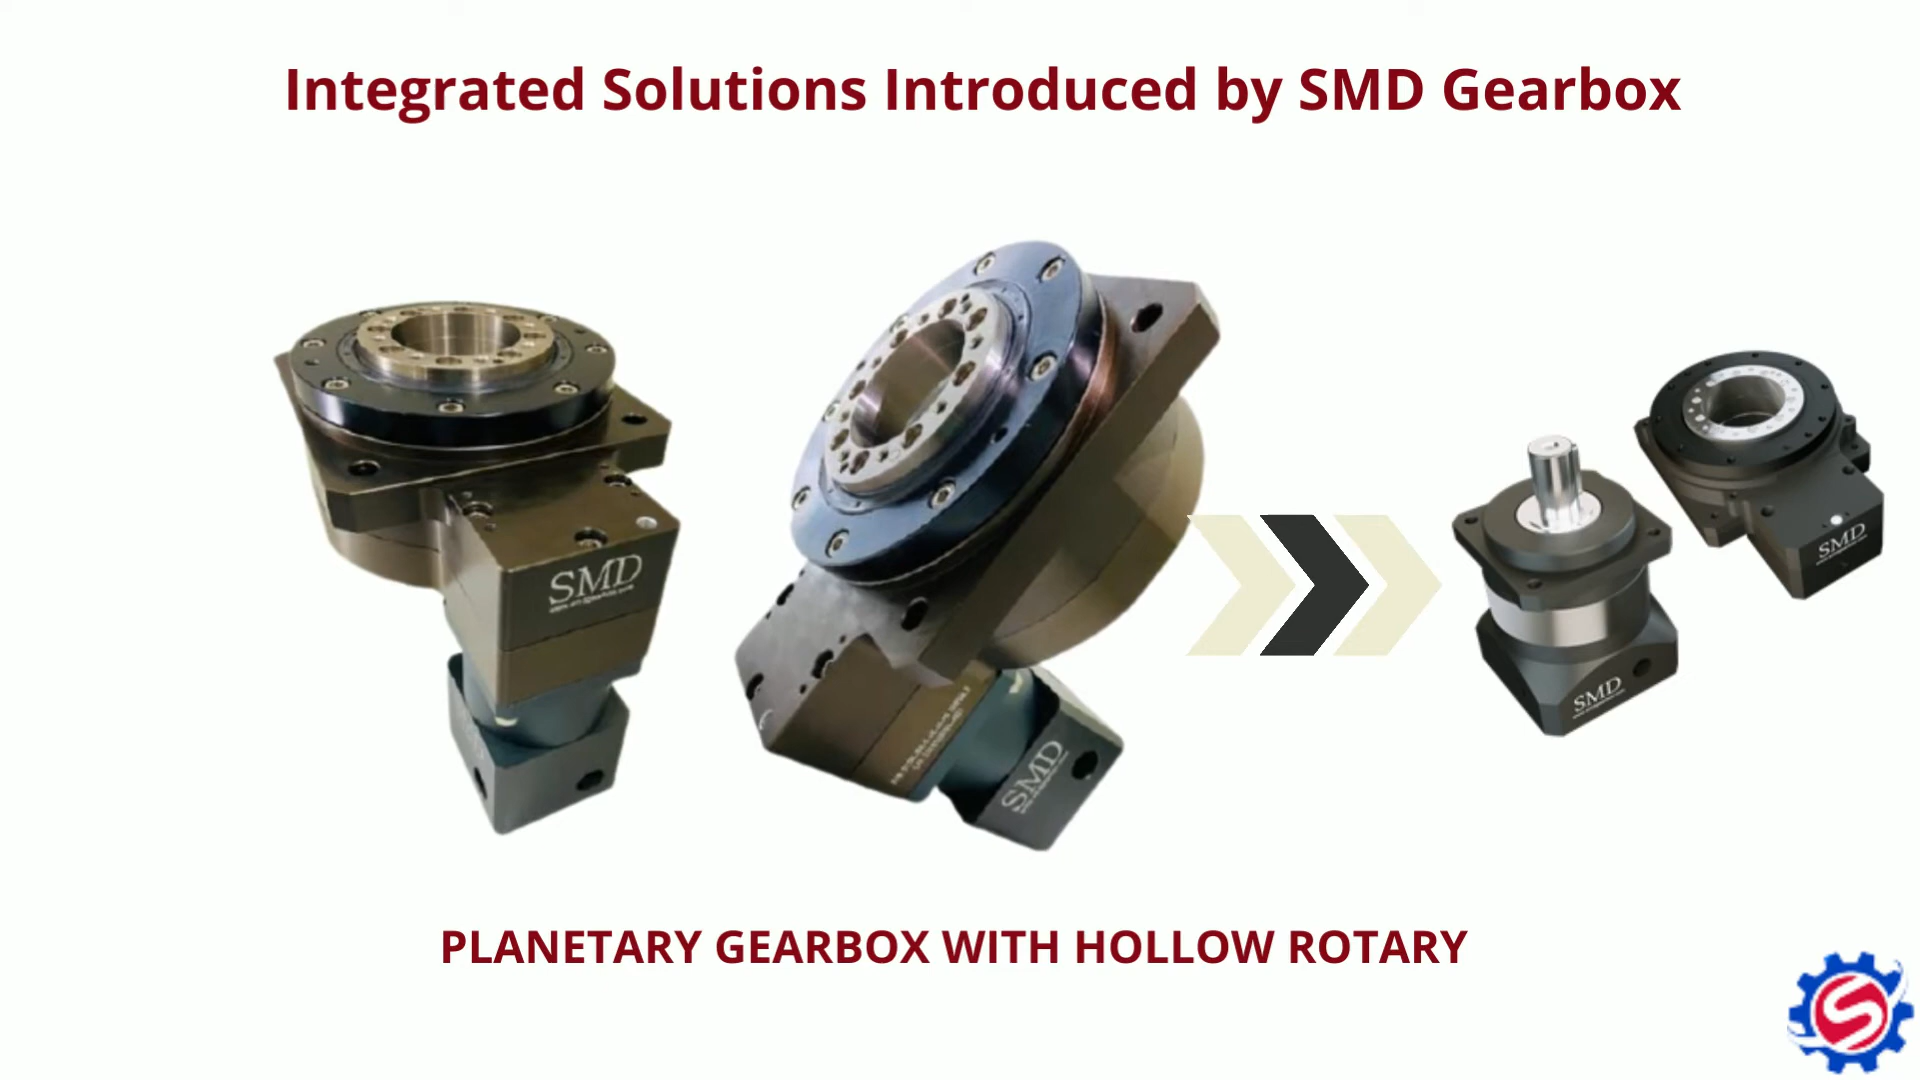 Integrated Solutions Introduced by SMD Gearbox
SMD
SMD
SMD
SMD
PLANETARY GEARBOX WITH HOLLOW ROTARY